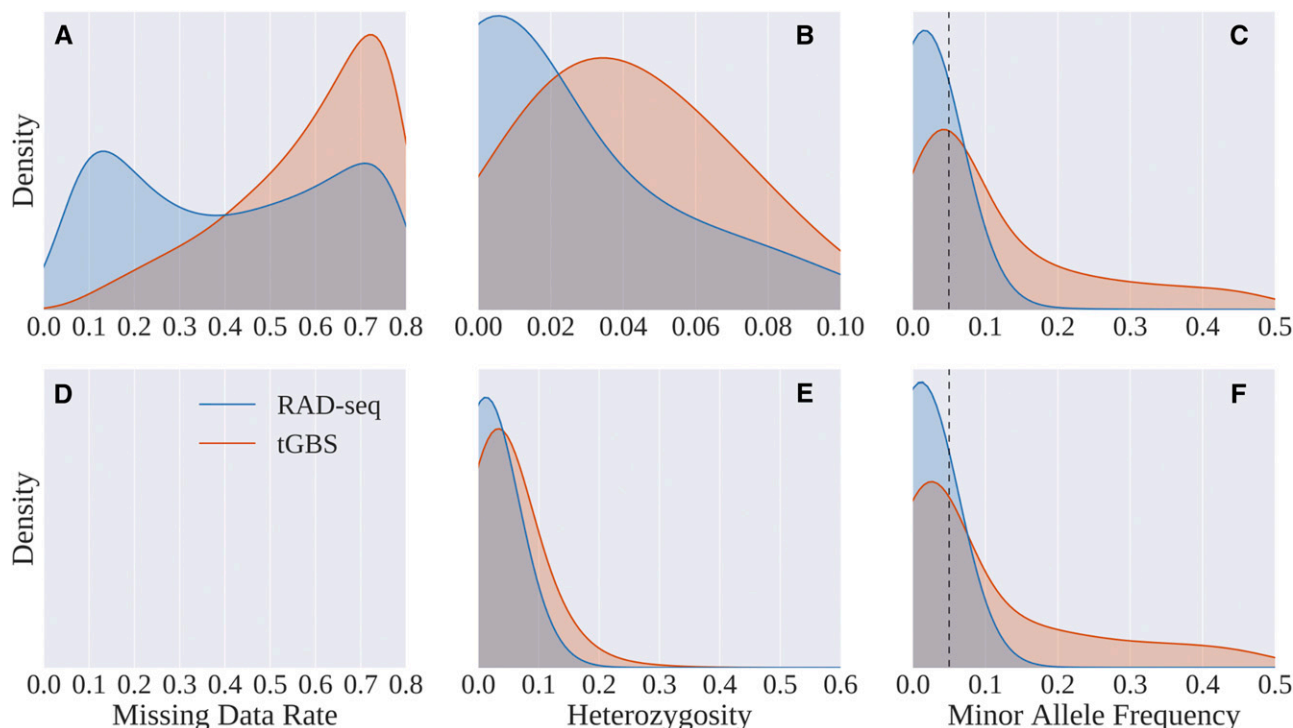 A
B
C
Density
0.0 0.1 0.2 0.3 0.4 0.5 0.6 0.7 0.8
0.00 0.02 0.04 0.06 0.08 0.10
0.0 0.1 0.2 0.3 0.4 0.5
D
RAD-seq
tGBS
E
F
Density
0.0 0.1 0.2 0.3 0.4 0.5 0.6 0.7 0.8
0.0 0.1 0.2 0.3 0.4 0.5 0.6
0.0 0.1 0.2 0.3 0.4 0.5
Missing Data Rate
Heterozygosity
Minor Allele Frequency